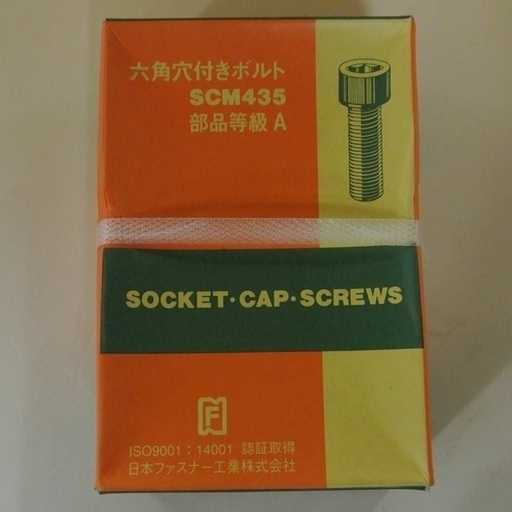 六角穴付きボルト
SCM435
部品等級 A
SOCKET·CAP·SCREWS
F
ISO9001:14001 認証取得
日本ファスナー工業株式会社